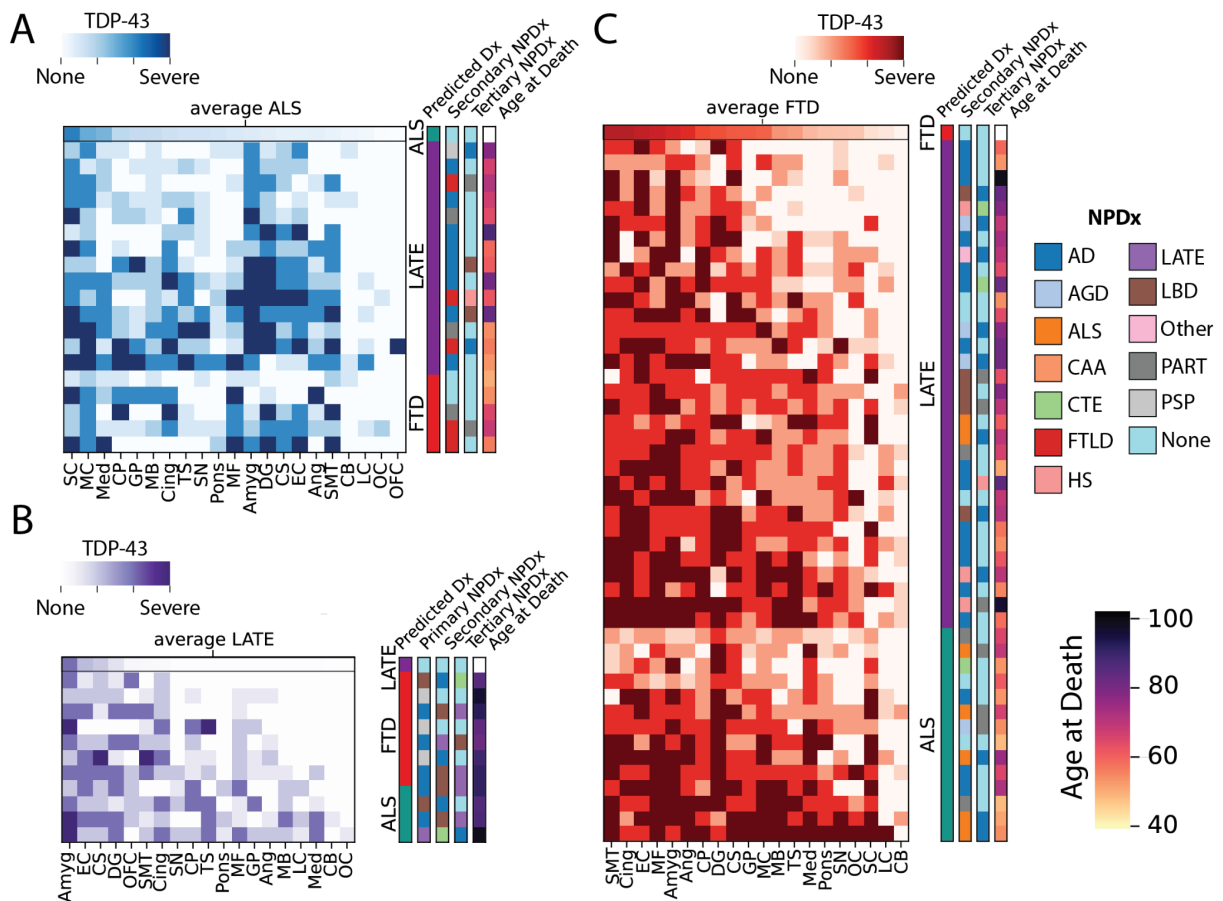 A
TDP-43
None Severe
average ALS
Predicted Dx
Secondary NPDx
Tertiary NPDx
Age at Death
ALS
LATE
FTD
SC MC Med CP GP MB Cing TS SN Pons MF Amyg DG CS EC Ang SMT CB LC OC OFC
B
TDP-43
None Severe
average LATE
Predicted Dx
Primary NPDx
Secondary NPDx
Tertiary NPDx
Age at Death
LATE
FTD
ALS
Amyg EC CS DG OFC SMT Cing SN CP TS Pons MF GP Ang MB LC Med CB OC
C
TDP-43
None Severe
average FTD
Predicted Dx
Secondary NPDx
Tertiary NPDx
Age at Death
FTD
LATE
ALS
SMT Cing EC MF Amyg Ang CP DG CS GP MC MB TS Med Pons SN OC SC LC CB
NPDx
AD
AGD
ALS
CAA
CTE
FTLD
HS
LATE
LBD
Other
PART
PSP
None
Age at Death
100
80
60
40